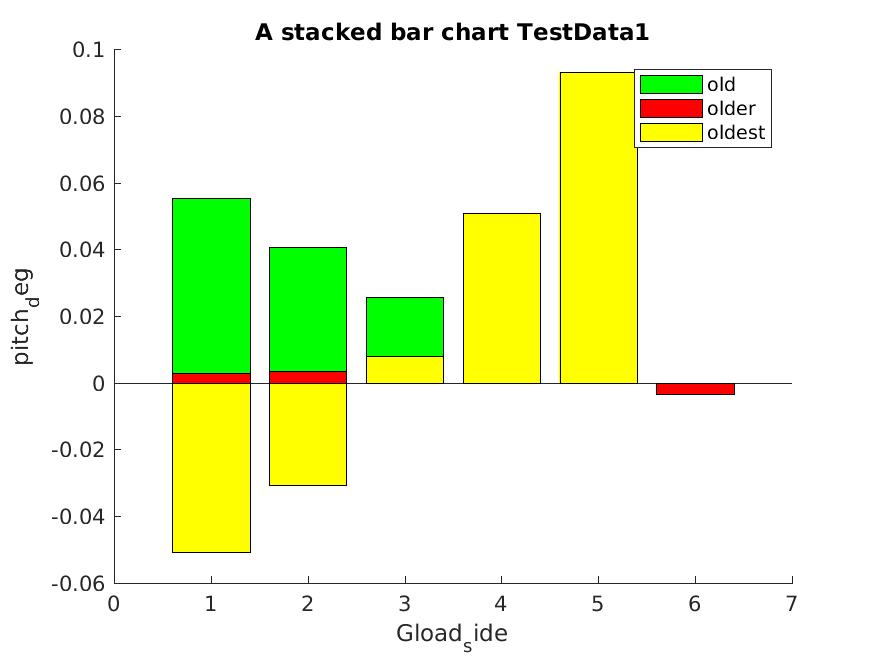 A stacked bar chart TestData1
old
older
oldest
0.1
0.08
0.06
0.04
0.02
0
-0.02
-0.04
-0.06
pitch_deg
0 1 2 3 4 5 6 7
Gload_side